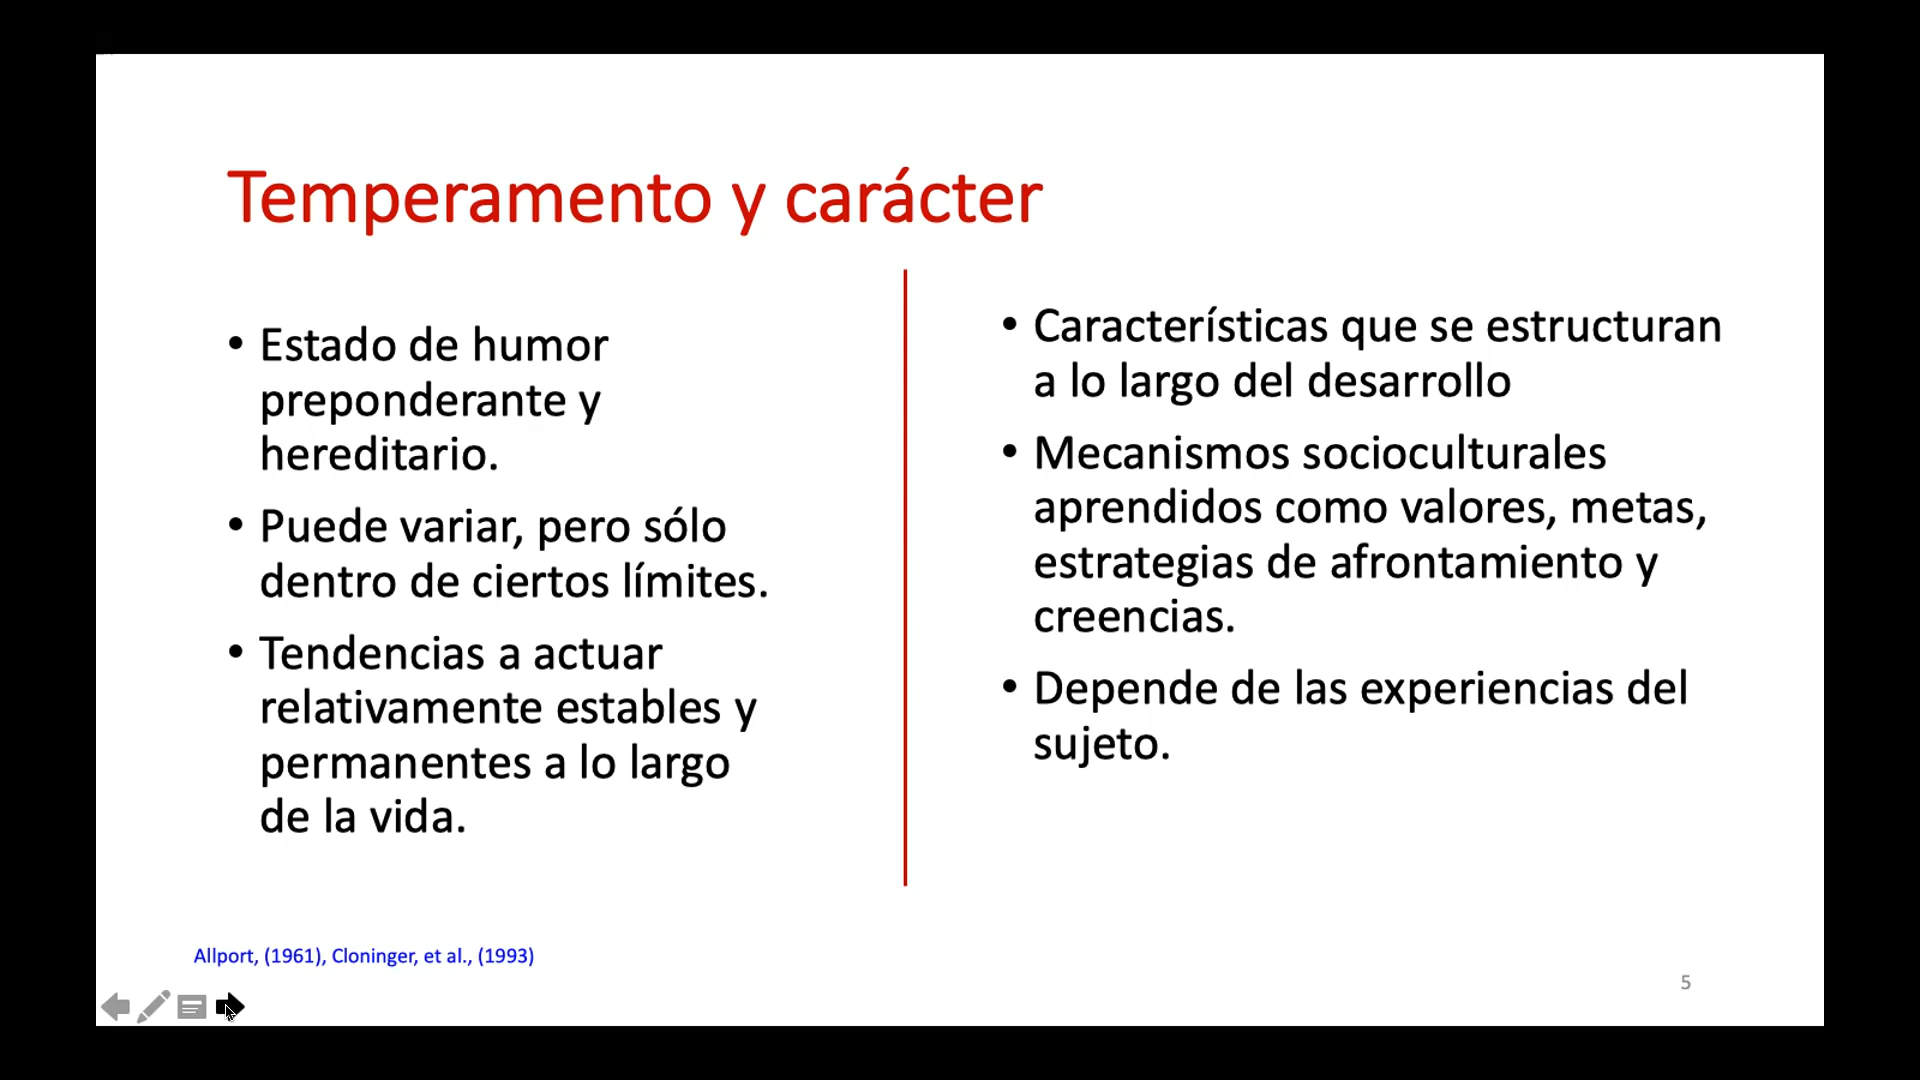 Temperamento y carácter
• Estado de humor
preponderante y
hereditario.
• Puede variar, pero sólo
dentro de ciertos límites.
• Tendencias a actuar
relativamente estables y
permanentes a lo largo
de la vida.
• Características que se estructuran
a lo largo del desarrollo
• Mecanismos socioculturales
aprendidos como valores, metas,
estrategias de afrontamiento y
creencias.
• Depende de las experiencias del
sujeto.
Allport, (1961), Cloninger, et al., (1993)
5